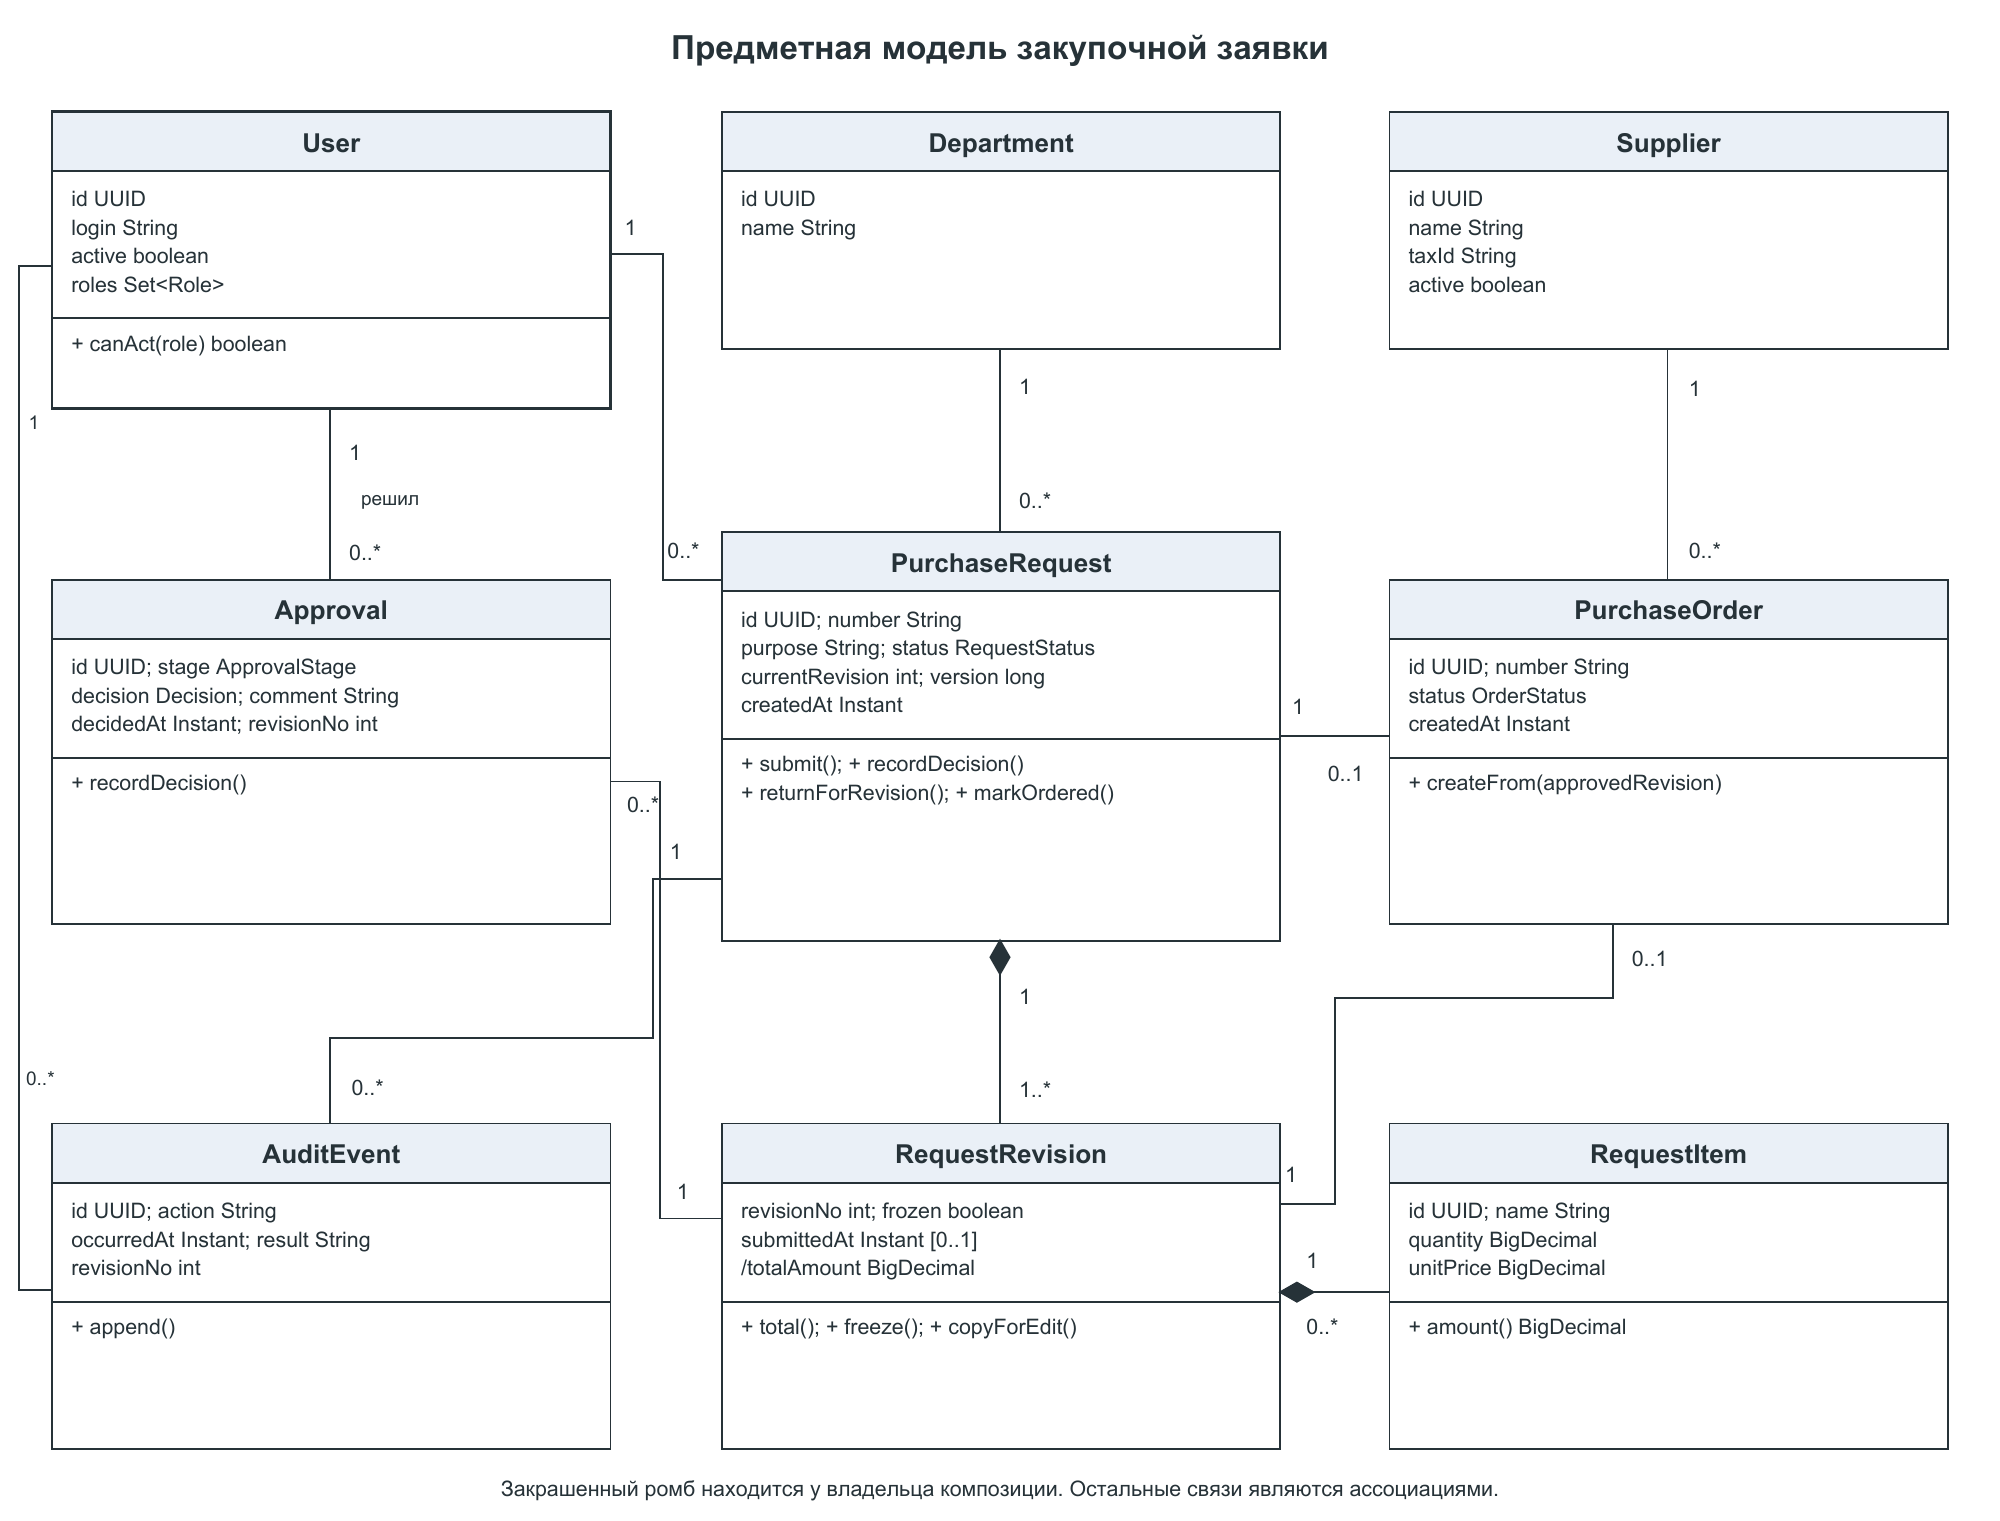 Предметная модель закупочной заявки
User
id UUID
login String
active boolean
roles Set<Role>
+ canAct(role) boolean
Department
id UUID
name String
Supplier
id UUID
name String
taxId String
active boolean
1
1
1
1
1
решил
0..*
0..*
0..*
0..*
Approval
id UUID; stage ApprovalStage
decision Decision; comment String
decidedAt Instant; revisionNo int
+ recordDecision()
PurchaseRequest
id UUID; number String
purpose String; status RequestStatus
currentRevision int; version long
createdAt Instant
+ submit(); + recordDecision()
+ returnForRevision(); + markOrdered()
PurchaseOrder
id UUID; number String
status OrderStatus
createdAt Instant
+ createFrom(approvedRevision)
1
0..1
0..*
1
0..1
1
0..*
0..*
1..*
1
1
AuditEvent
id UUID; action String
occurredAt Instant; result String
revisionNo int
+ append()
RequestRevision
revisionNo int; frozen boolean
submittedAt Instant [0..1]
/totalAmount BigDecimal
+ total(); + freeze(); + copyForEdit()
1
0..*
RequestItem
id UUID; name String
quantity BigDecimal
unitPrice BigDecimal
+ amount() BigDecimal
Закрашенный ромб находится у владельца композиции. Остальные связи являются ассоциациями.